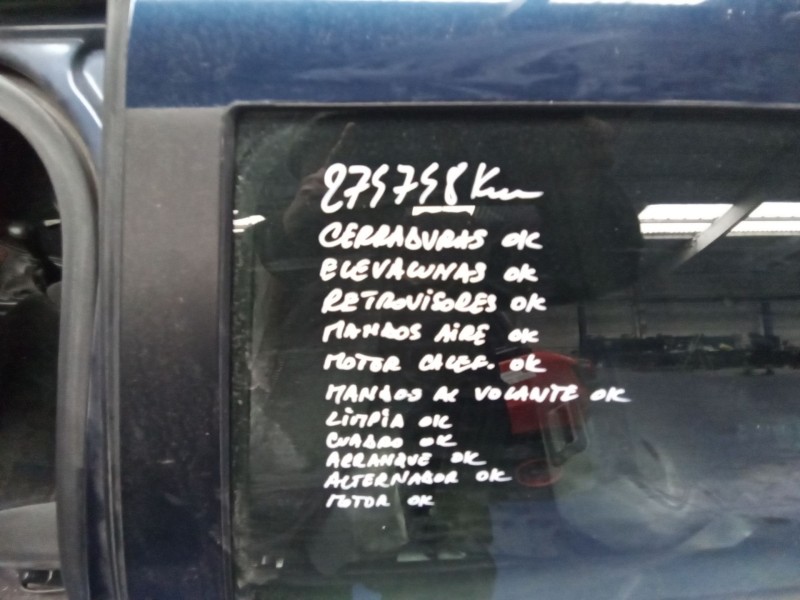 274748 Km
CERRADURAS OK
ELEVALUNAS OK
RETROVISORES OK
MANDOS AIRE OK
MOTOR CALEF. OK
MANDOS AL VOLANTE OK
LIMPIA OK
CUADRO OK
ARRANQUE OK
ALTERNADOR OK
MOTOR OK